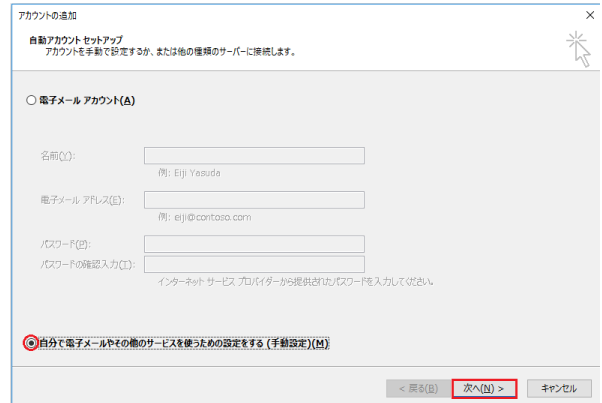 アカウントの追加
自動アカウント セットアップ
アカウントを手動で設定するか、または他の種類のサーバーに接続します。
電子メール アカウント(A)
名前(Y):
例: Eiji Yasuda
電子メール アドレス(E):
例: eiji@contoso.com
パスワード(P):
パスワードの確認入力(T):
インターネット サービス プロバイダーから提供されたパスワードを入力してください。
自分で電子メールやその他のサービスを使うための設定をする (手動設定)(M)
< 戻る(B) 次へ(N) > キャンセル